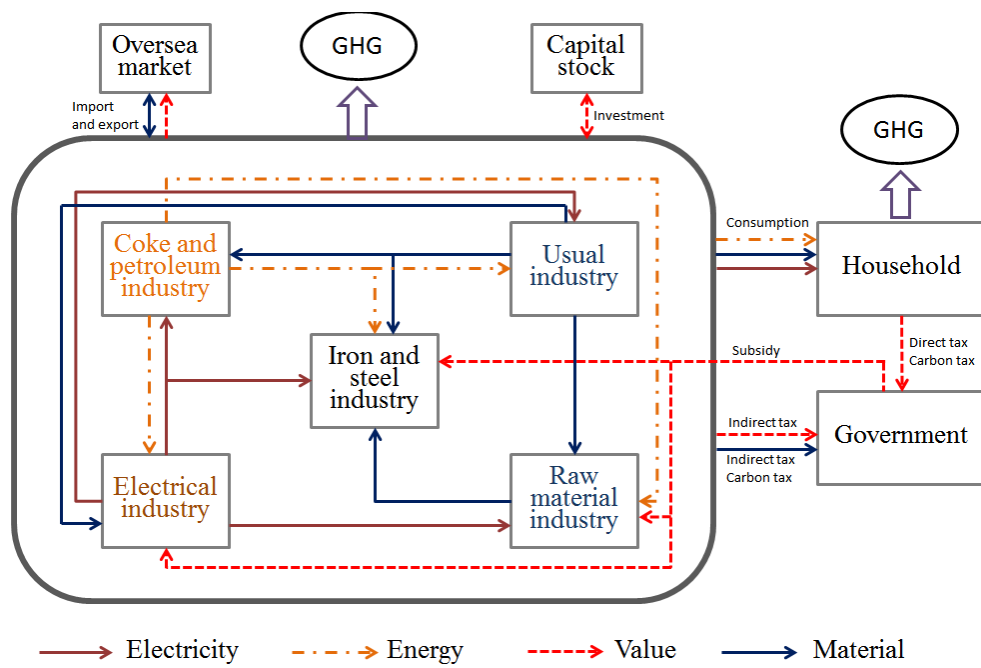 Oversea
market
GHG
Capital
stock
Import
and export
Investment
GHG
Coke and
petroleum
industry
Usual
industry
Consumption
Household
Iron and
steel
industry
Subsidy
Direct tax
Carbon tax
Electrical
industry
Raw
material
industry
Indirect tax
Indirect tax
Carbon tax
Government
Electricity
Energy
Value
Material